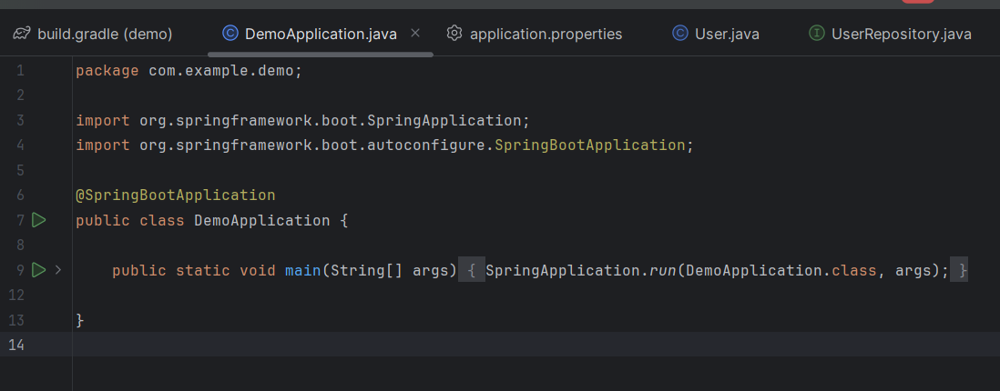 build.gradle (demo) DemoApplication.java application.properties User.java UserRepository.java
1 package com.example.demo;
2
3 import org.springframework.boot.SpringApplication;
4 import org.springframework.boot.autoconfigure.SpringBootApplication;
5
6 @SpringBootApplication
7 public class DemoApplication {
8
9 public static void main(String[] args) { SpringApplication.run(DemoApplication.class, args); }
12
13 }
14